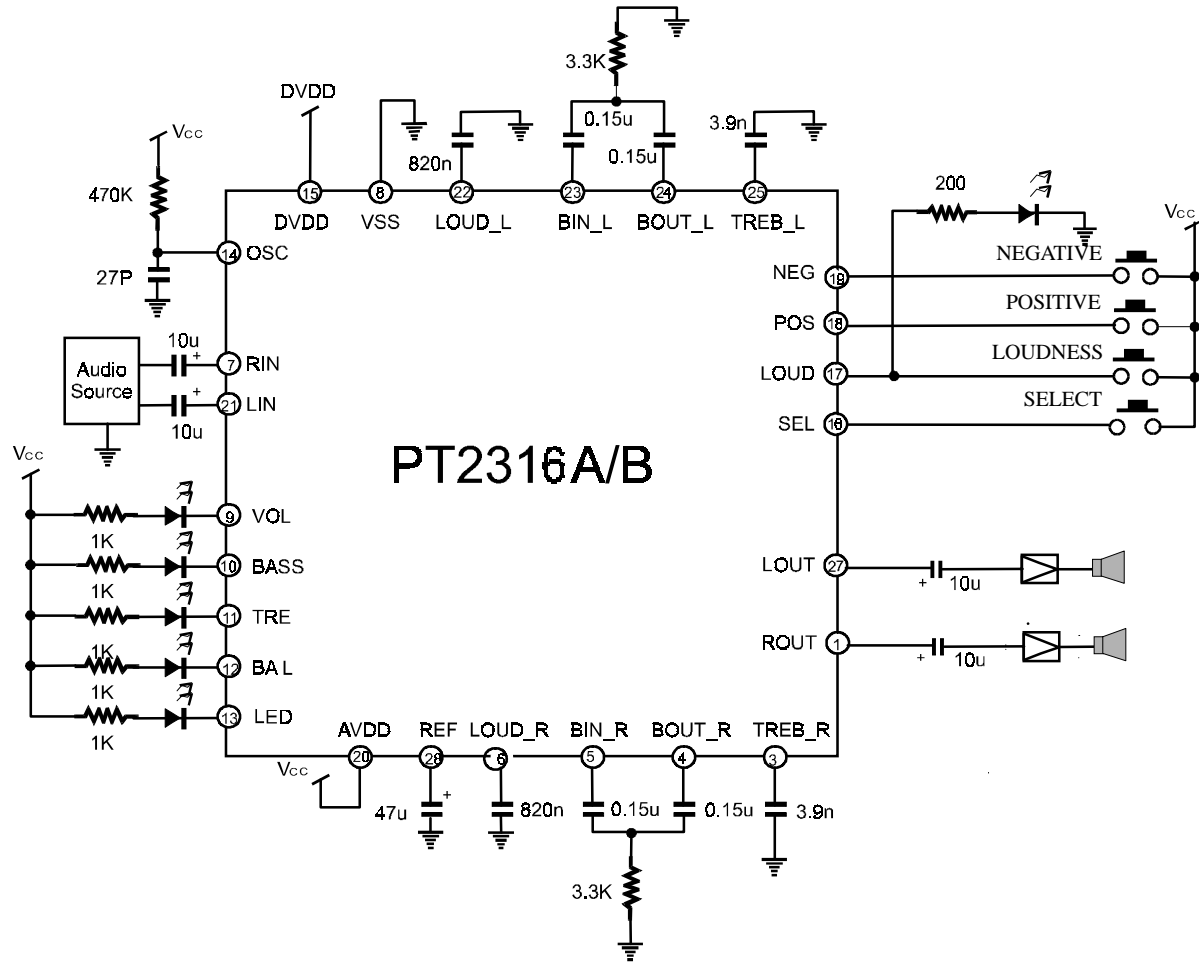 3.3K
DVDD
0.15u
0.15u
3.9n
820n
Vcc
470K
27P
15
8
22
23
24
25
DVDD
VSS
LOUD_L
BIN_L
BOUT_L
TREB_L
200
Vcc
14
OSC
NEG
19
NEGATIVE
POS
18
POSITIVE
LOUD
17
LOUDNESS
SEL
SELECT
10u
+
7
RIN
Audio
Source
+
21
LIN
10u
PT2316A/B
Vcc
9
VOL
1K
10
BASS
1K
11
TRE
1K
12
BAL
1K
13
LED
1K
LOUT
27
+
10u
ROUT
1
+
10u
AVDD
REF
LOUD_R
BIN_R
BOUT_R
TREB_R
20
28
6
5
4
3
Vcc
47u
+
820n
0.15u
0.15u
3.9n
3.3K